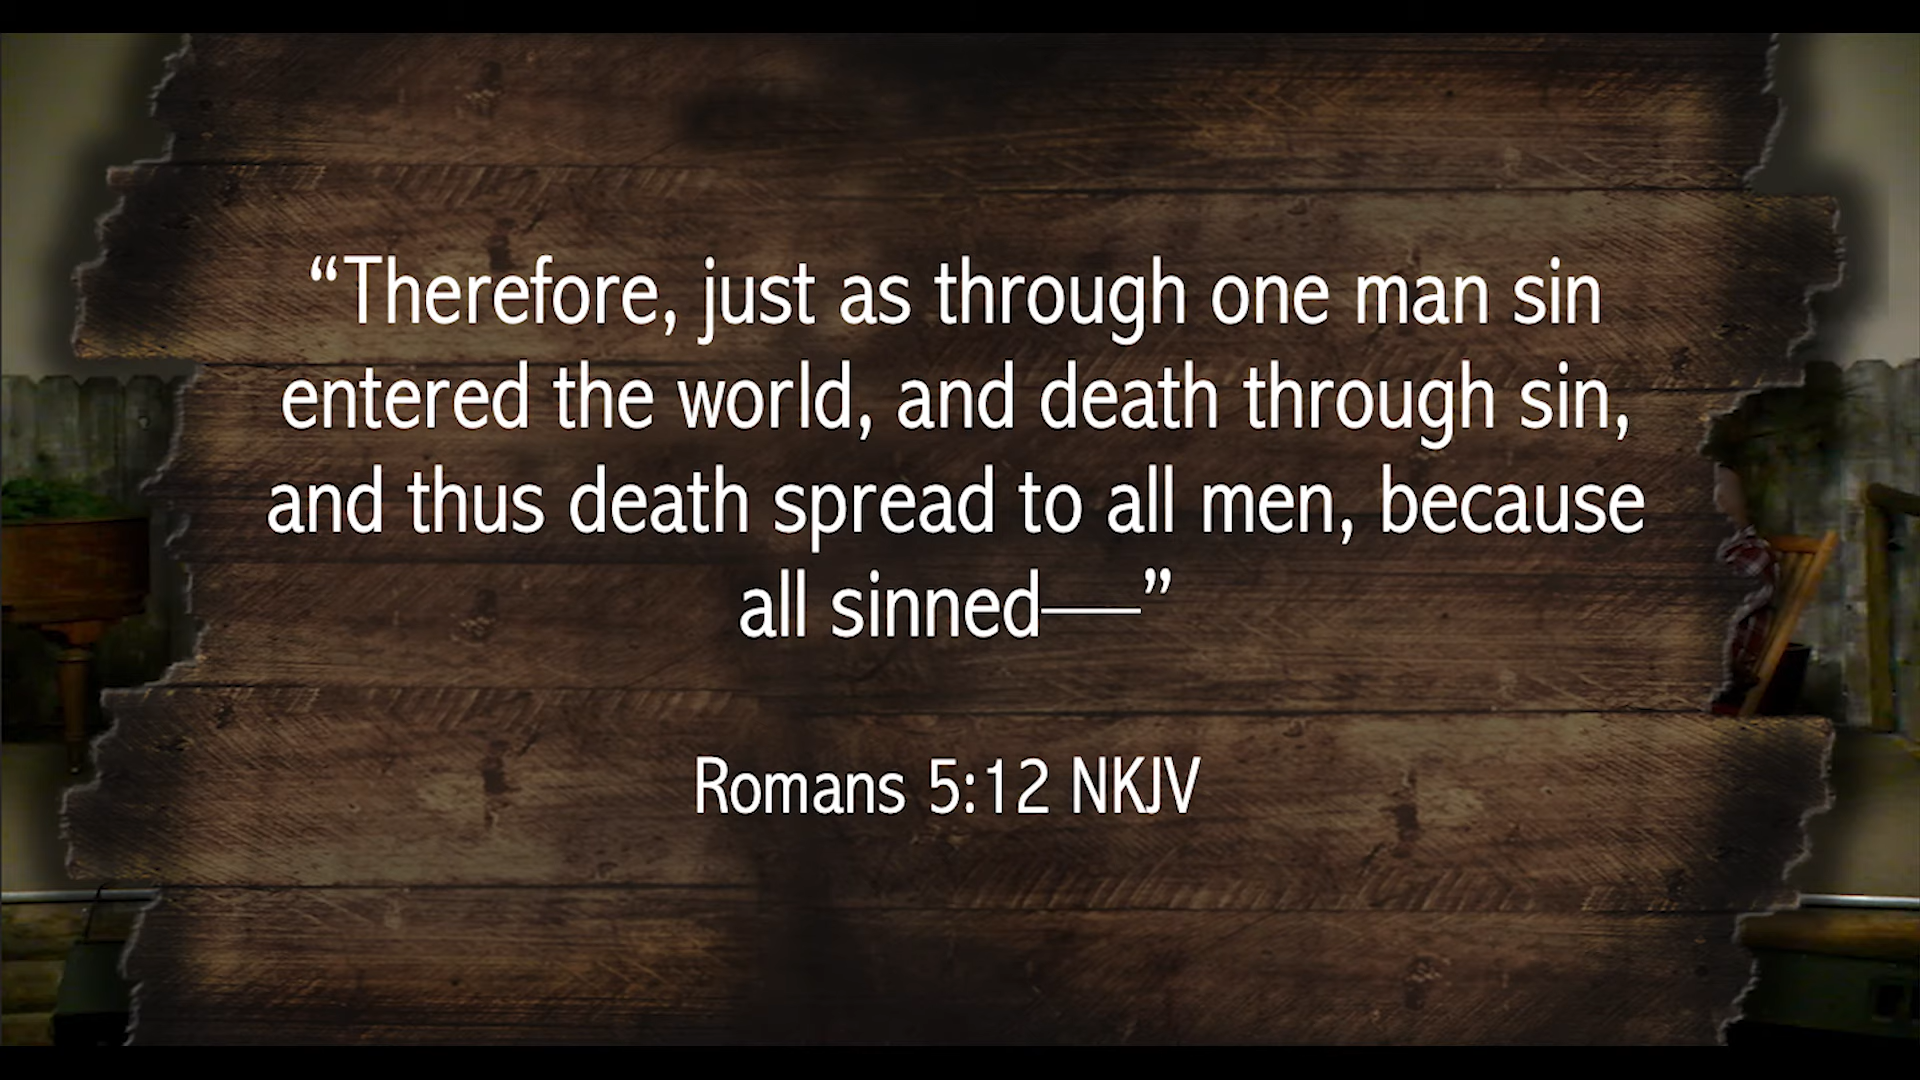 “Therefore, just as through one man sin
entered the world, and death through sin,
and thus death spread to all men, because
all sinned—”
Romans 5:12 NKJV